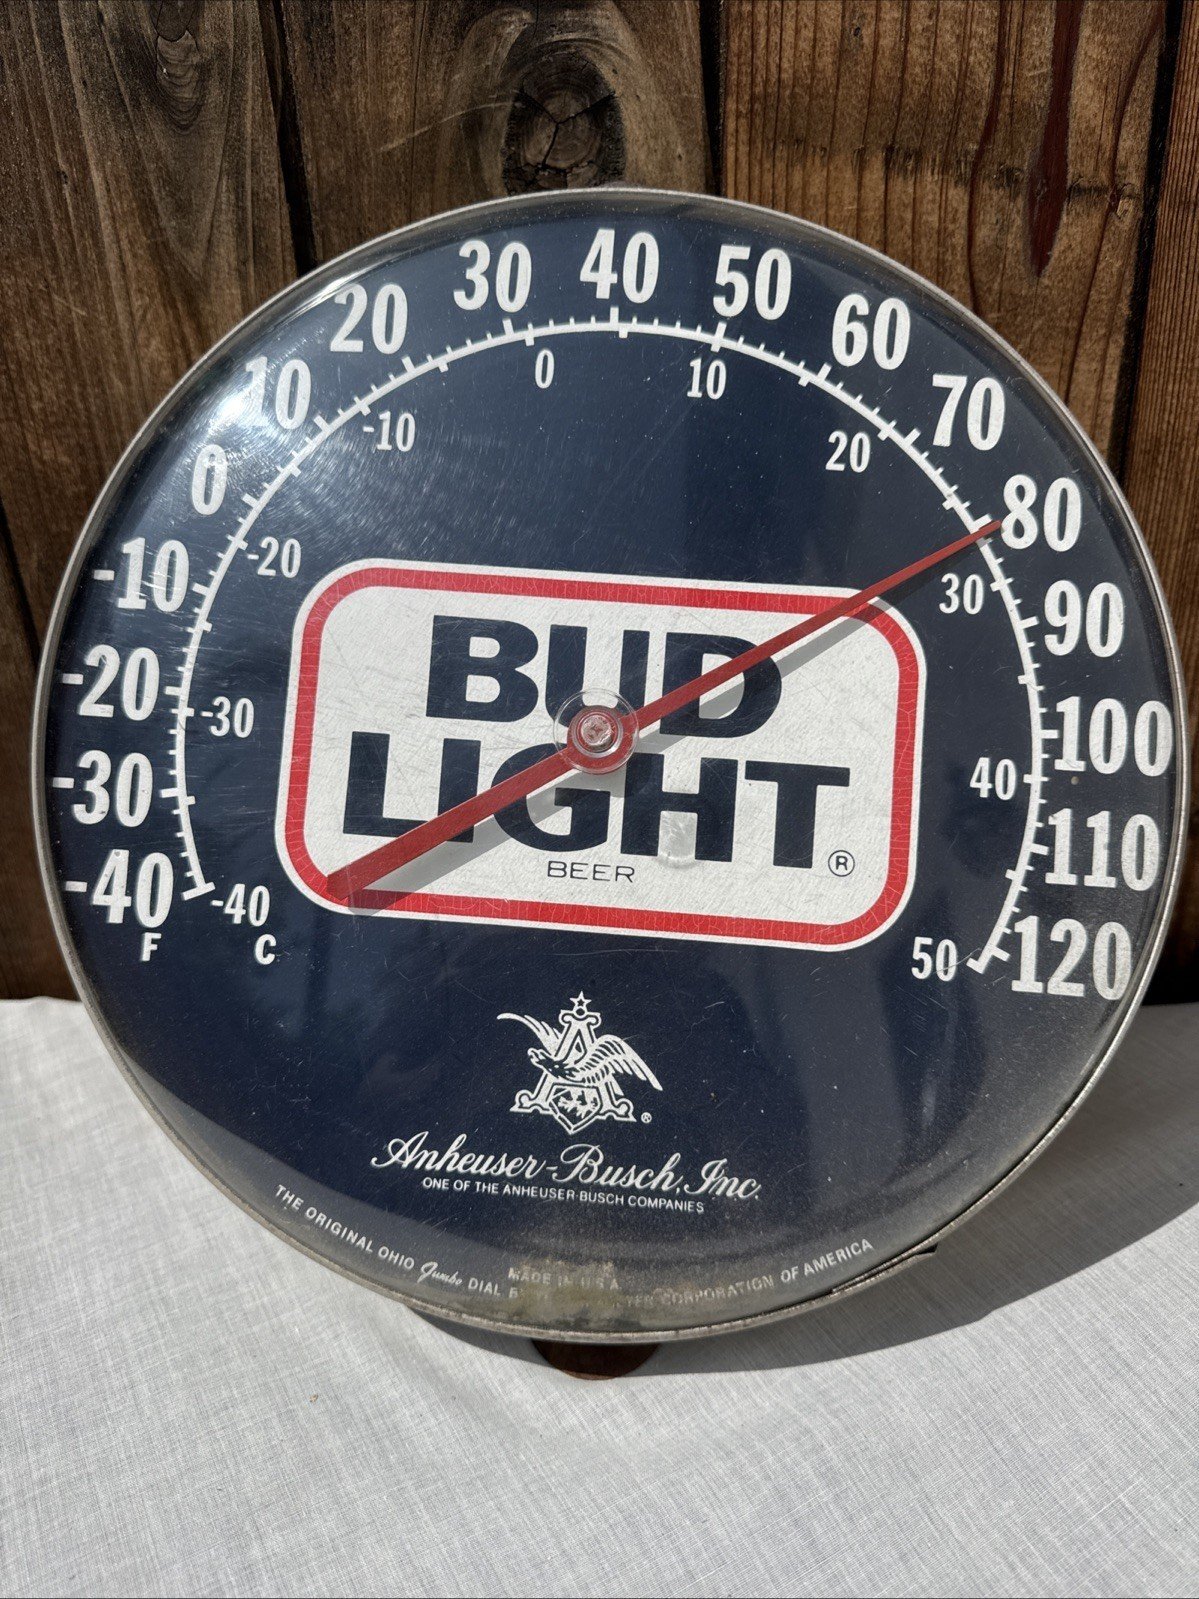 -40 -30 -20 -10 0 10 20 30 40 50 60 70 80 90 100 110 120
F
-40 -30 -20 -10 0 10 20 30 40 50
C
BUD
LIGHT®
BEER
A
®
Anheuser-Busch, Inc.
ONE OF THE ANHEUSER-BUSCH COMPANIES
MADE IN U.S.A.
THE ORIGINAL OHIO Jumbo DIAL CORPORATION OF AMERICA